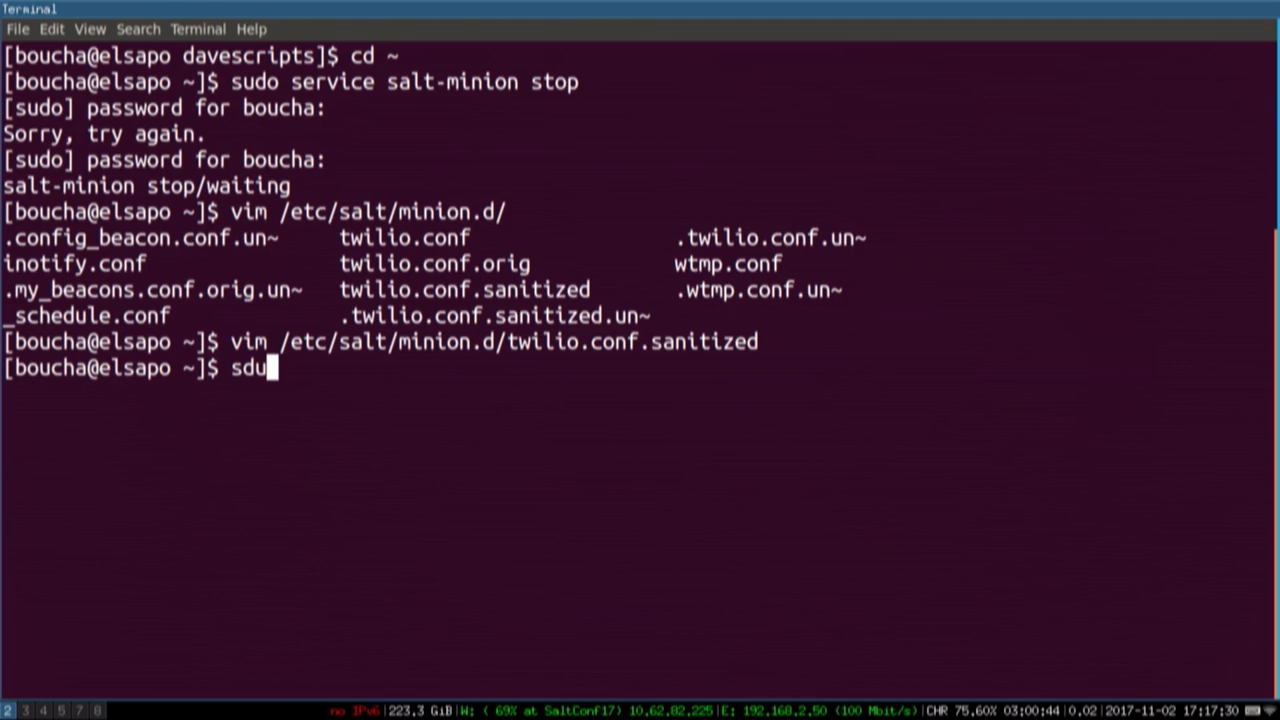 Terminal
File Edit View Search Terminal Help
[boucha@elsapo davescripts]$ cd ~
[boucha@elsapo ~]$ sudo service salt-minion stop
[sudo] password for boucha:
Sorry, try again.
[sudo] password for boucha:
salt-minion stop/waiting
[boucha@elsapo ~]$ vim /etc/salt/minion.d/
.config_beacon.conf.un~ twilio.conf .twilio.conf.un~
inotify.conf twilio.conf.orig wtmp.conf
.my_beacons.conf.orig.un~ twilio.conf.sanitized .wtmp.conf.un~
_schedule.conf .twilio.conf.sanitized.un~
[boucha@elsapo ~]$ vim /etc/salt/minion.d/twilio.conf.sanitized
[boucha@elsapo ~]$ sdu
2 3 4 5 7 8 no IPv6|223,3 GiB|W: ( 69% at SaltConf17) 10,62,82,225|E: 192,168,2,50 (100 Mbit/s)|CHR 75,60% 03:00:44|0,02|2017-11-02 17:17:30